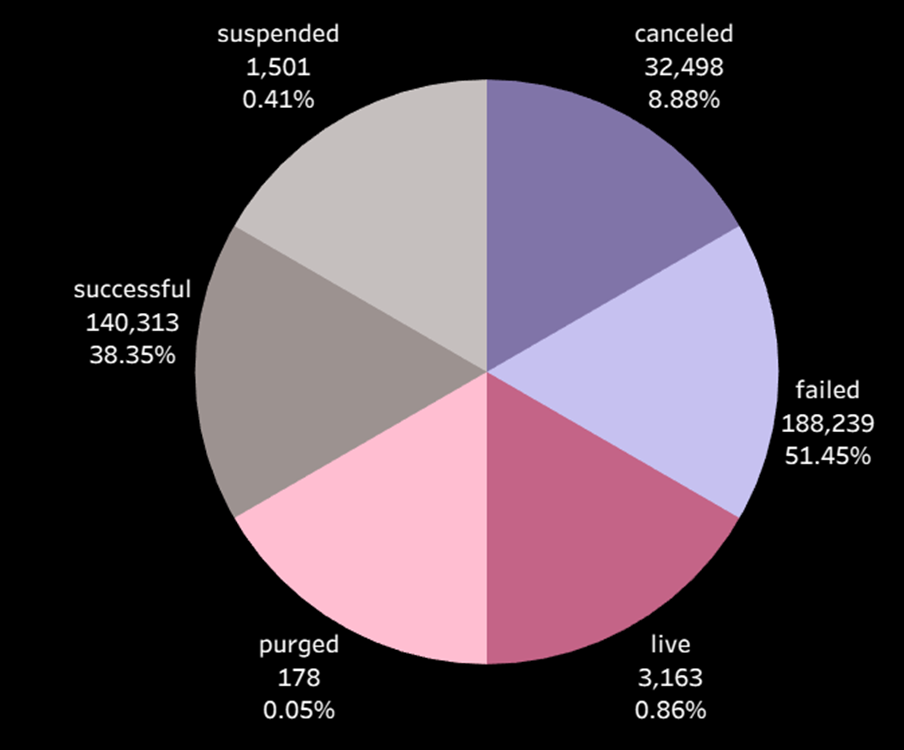 suspended
1,501
0.41%
canceled
32,498
8.88%
successful
140,313
38.35%
failed
188,239
51.45%
purged
178
0.05%
live
3,163
0.86%